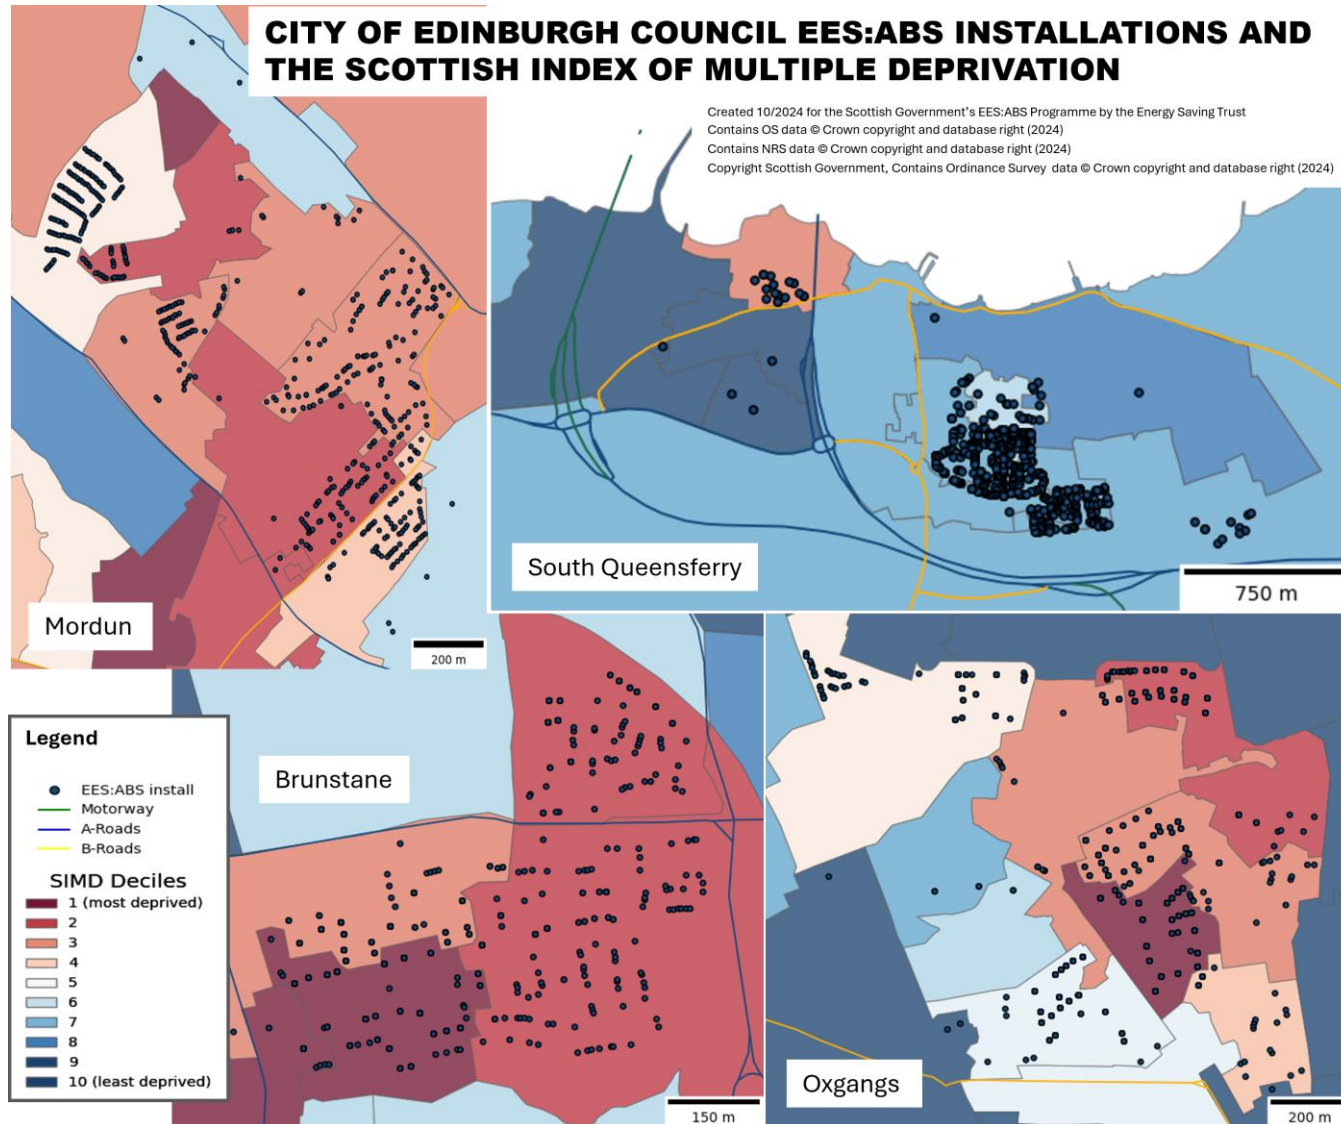 CITY OF EDINBURGH COUNCIL EES:ABS INSTALLATIONS AND
THE SCOTTISH INDEX OF MULTIPLE DEPRIVATION
Created 10/2024 for the Scottish Government's EES:ABS Programme by the Energy Saving Trust
Contains OS data © Crown copyright and database right (2024)
Contains NRS data © Crown copyright and database right (2024)
Copyright Scottish Government, Contains Ordinance Survey data © Crown copyright and database right (2024)
South Queensferry
750 m
Mordun
200 m
Brunstane
150 m
Oxgangs
200 m
Legend
EES:ABS install
Motorway
A-Roads
B-Roads
SIMD Deciles
1 (most deprived)
2
3
4
5
6
7
8
9
10 (least deprived)